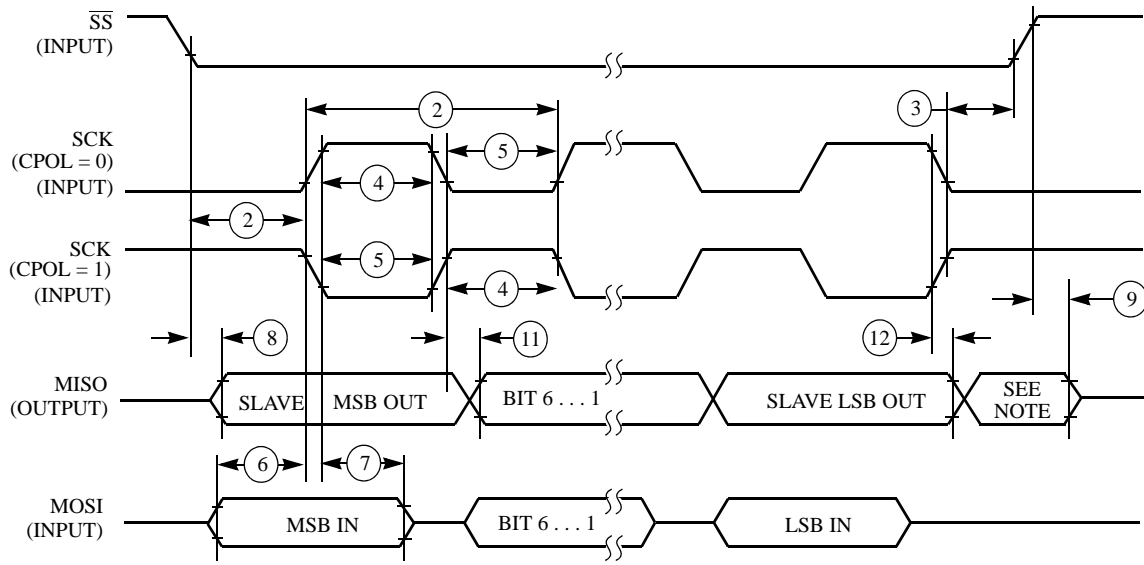 SS
(INPUT)
2
3
SCK
(CPOL = 0)
(INPUT)
5
4
2
SCK
(CPOL = 1)
(INPUT)
5
4
9
8
11
12
MISO
(OUTPUT)
SLAVE MSB OUT
BIT 6 . . . 1
SLAVE LSB OUT
SEE
NOTE
6
7
MOSI
(INPUT)
MSB IN
BIT 6 . . . 1
LSB IN